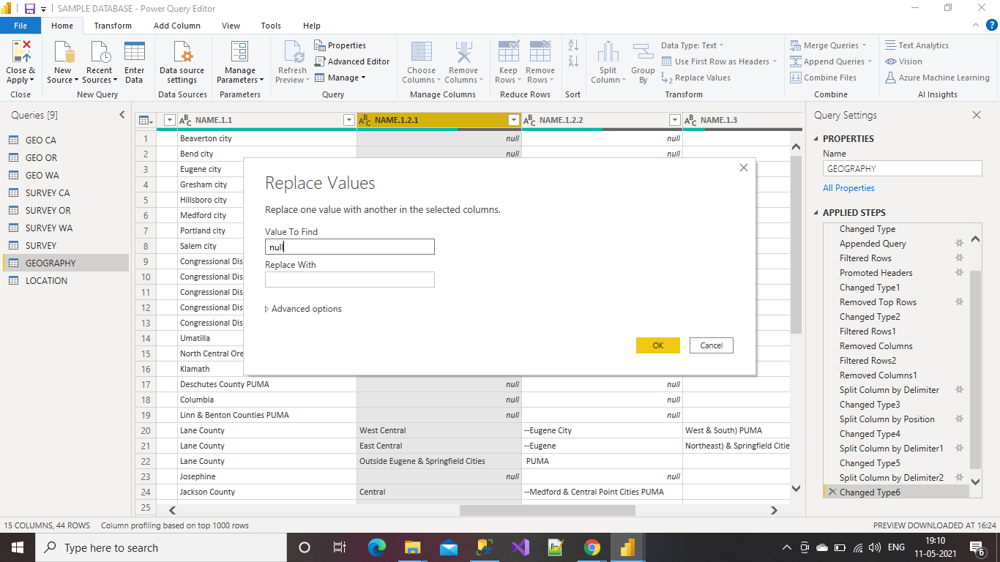 SAMPLE DATABASE - Power Query Editor
File Home Transform Add Column View Tools Help
Close & Apply
Close
New Source
Recent Sources
Enter Data
New Query
Data source settings
Data Sources
Manage Parameters
Parameters
Refresh Preview
Properties
Advanced Editor
Manage
Query
Choose Columns
Remove Columns
Manage Columns
Keep Rows
Remove Rows
Reduce Rows
Sort
Split Column
Group By
Data Type: Text
Use First Row as Headers
Replace Values
Transform
Merge Queries
Append Queries
Combine Files
Combine
Text Analytics
Vision
Azure Machine Learning
AI Insights
Queries [9]
GEO CA
GEO OR
GEO WA
SURVEY CA
SURVEY OR
SURVEY WA
SURVEY
GEOGRAPHY
LOCATION
NAME.1.1 NAME.1.2.1 NAME.1.2.2 NAME.1.3
1 Beaverton city null null
2 Bend city null null
3 Eugene city
4 Gresham city
5 Hillsboro city
6 Medford city
7 Portland city
8 Salem city
9 Congressional Dis
10 Congressional Dis
11 Congressional Dis
12 Congressional Dis
13 Congressional Dis
14 Umatilla
15 North Central Ore
16 Klamath
17 Deschutes County PUMA null null
18 Columbia null null
19 Linn & Benton Counties PUMA null null
20 Lane County West Central --Eugene City West & South) PUMA
21 Lane County East Central --Eugene Northeast) & Springfield Citie
22 Lane County Outside Eugene & Springfield Cities PUMA
23 Josephine null null
24 Jackson County Central --Medford & Central Point Cities PUMA
25
Replace Values
Replace one value with another in the selected columns.
Value To Find
null
Replace With
Advanced options
OK Cancel
Query Settings
PROPERTIES
Name
GEOGRAPHY
All Properties
APPLIED STEPS
Changed Type
Appended Query
Filtered Rows
Promoted Headers
Changed Type1
Removed Top Rows
Changed Type2
Filtered Rows1
Removed Columns
Filtered Rows2
Removed Columns1
Split Column by Delimiter
Changed Type3
Split Column by Position
Changed Type4
Split Column by Delimiter1
Changed Type5
Split Column by Delimiter2
Changed Type6
15 COLUMNS, 44 ROWS Column profiling based on top 1000 rows PREVIEW DOWNLOADED AT 16:24
Type here to search
ENG
19:10
11-05-2021
6